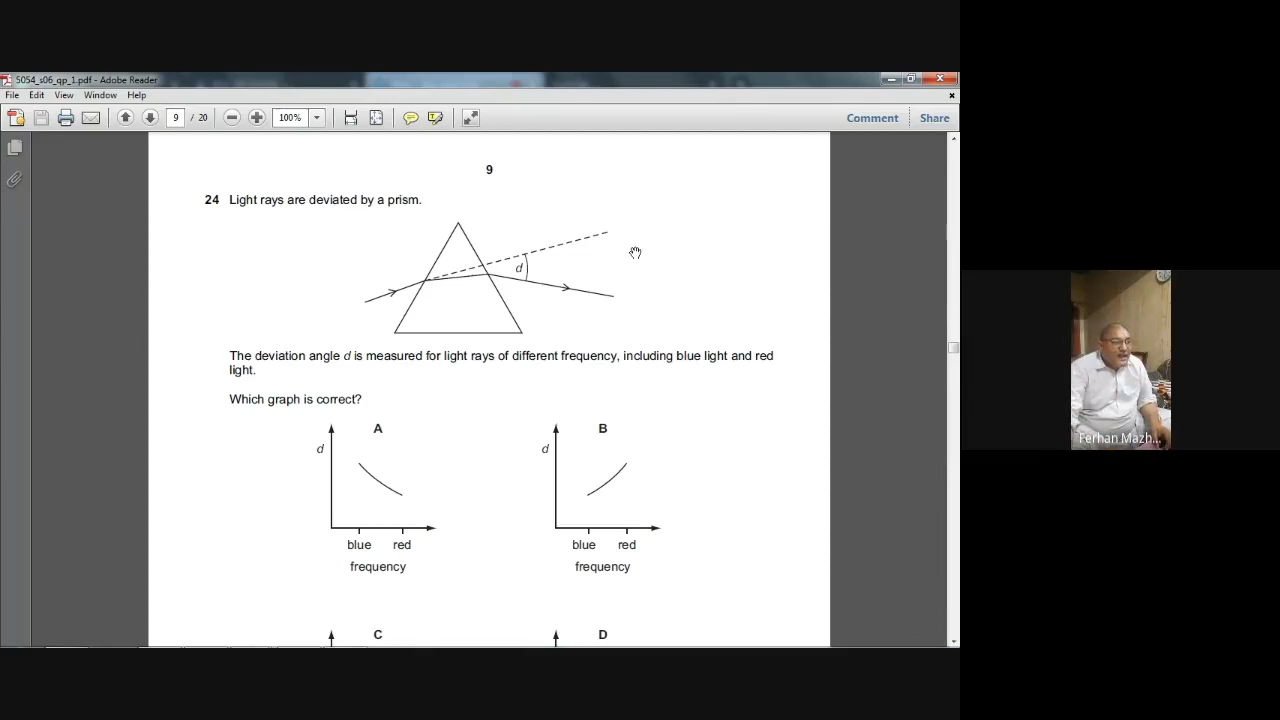 5054_s06_qp_1.pdf - Adobe Reader
File Edit View Window Help
9 / 20 100% Comment Share
9
24 Light rays are deviated by a prism.
d
The deviation angle d is measured for light rays of different frequency, including blue light and red
light.
Which graph is correct?
A B
d d
blue red blue red
frequency frequency
C D
Ferhan Mazh...